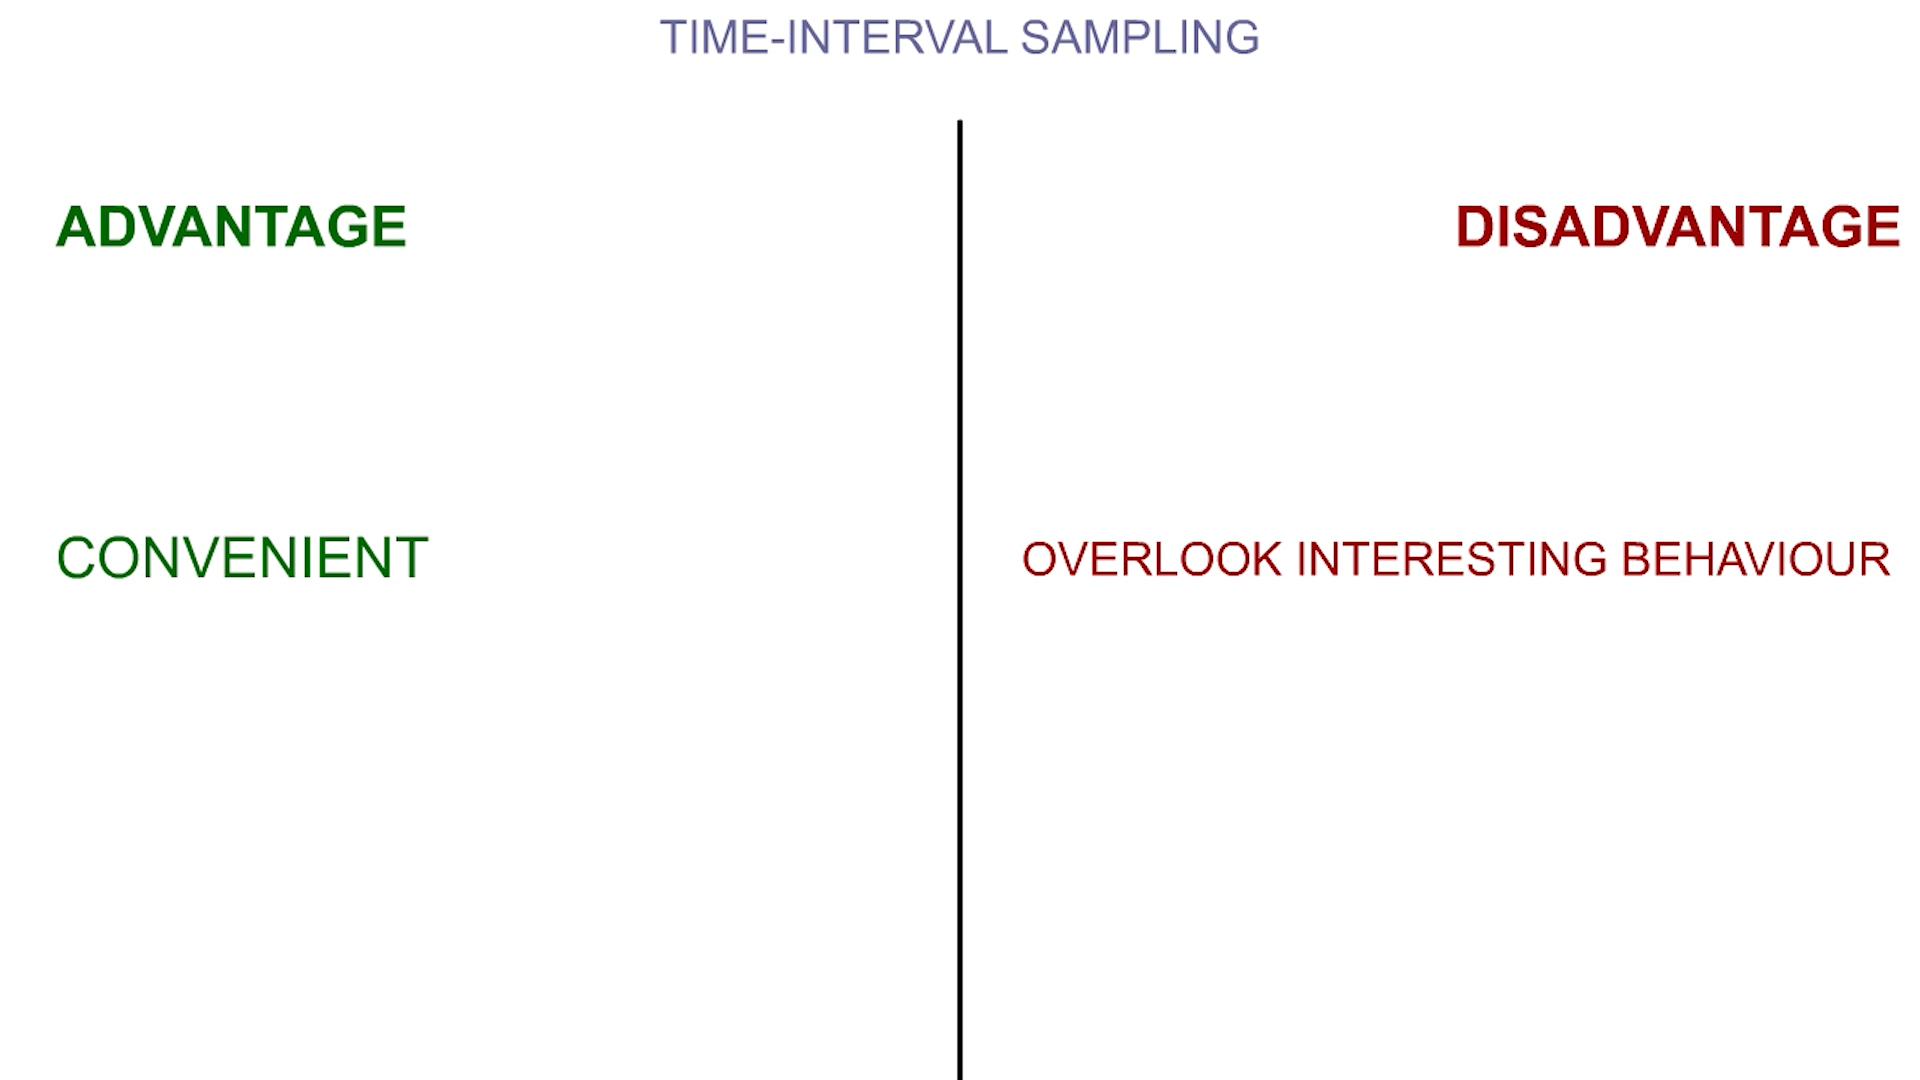 TIME-INTERVAL SAMPLING
ADVANTAGE
DISADVANTAGE
CONVENIENT
OVERLOOK INTERESTING BEHAVIOUR